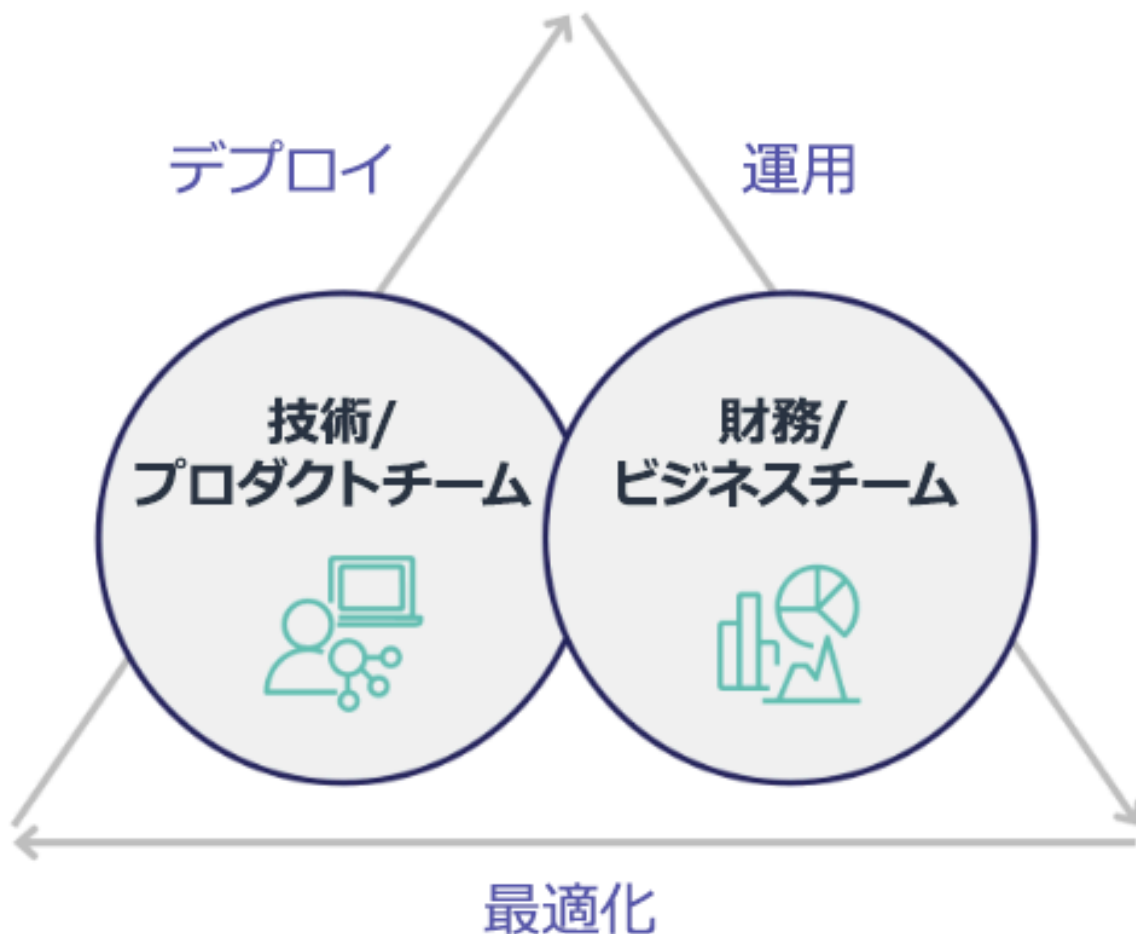 デプロイ
運用
技術/
プロダクトチーム
財務/
ビジネスチーム
最適化